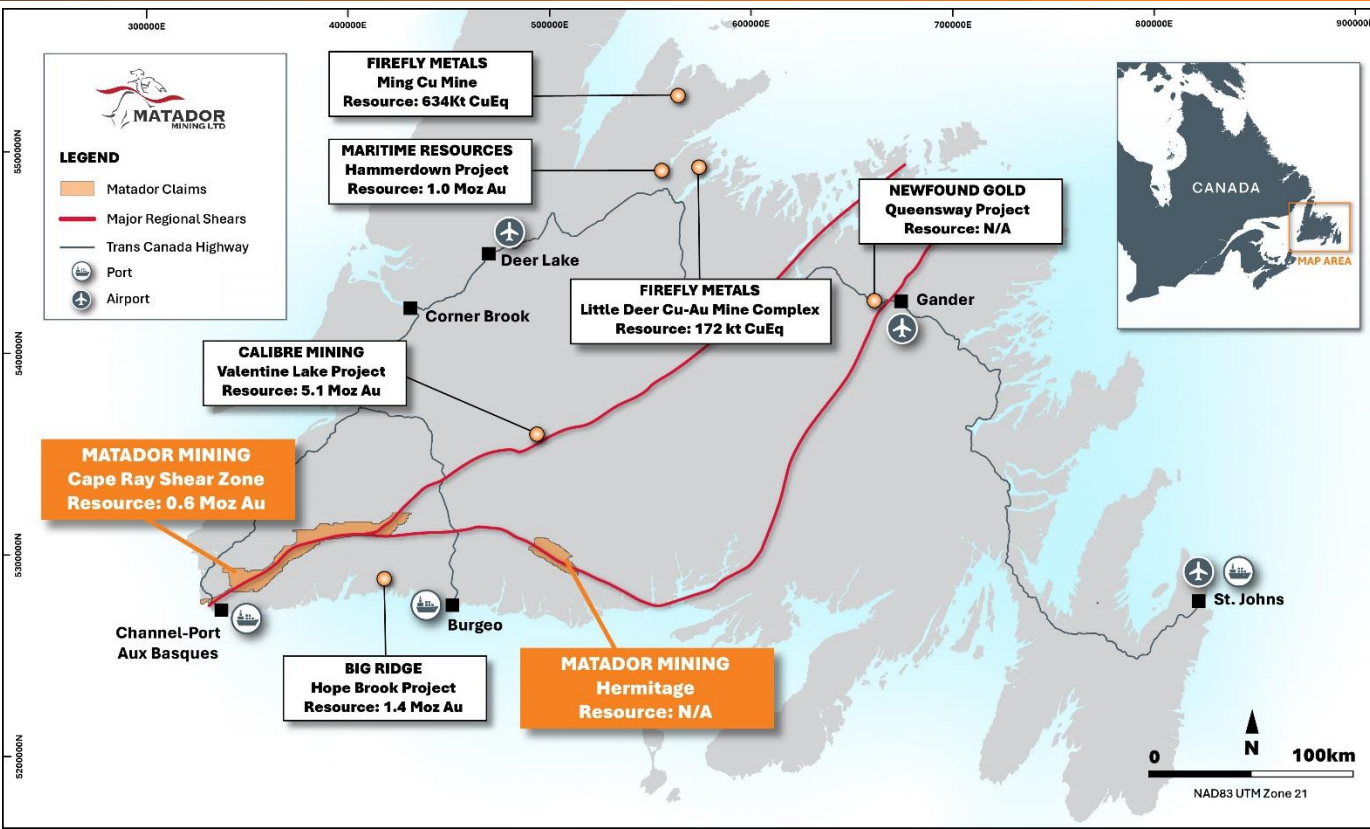 300000E
400000E
500000E
600000E
700000E
800000E
900000E
5500000N
5400000N
5300000N
5200000N
MATADOR
MINING LTD
LEGEND
Matador Claims
Major Regional Shears
Trans Canada Highway
Port
Airport
FIREFLY METALS
Ming Cu Mine
Resource: 634Kt CuEq
MARITIME RESOURCES
Hammerdown Project
Resource: 1.0 Moz Au
NEWFOUND GOLD
Queensway Project
Resource: N/A
CANADA
MAP AREA
Deer Lake
FIREFLY METALS
Little Deer Cu-Au Mine Complex
Resource: 172 kt CuEq
Gander
Corner Brook
CALIBRE MINING
Valentine Lake Project
Resource: 5.1 Moz Au
MATADOR MINING
Cape Ray Shear Zone
Resource: 0.6 Moz Au
Channel-Port
Aux Basques
Burgeo
St. Johns
BIG RIDGE
Hope Brook Project
Resource: 1.4 Moz Au
MATADOR MINING
Hermitage
Resource: N/A
N
0 100km
NAD83 UTM Zone 21